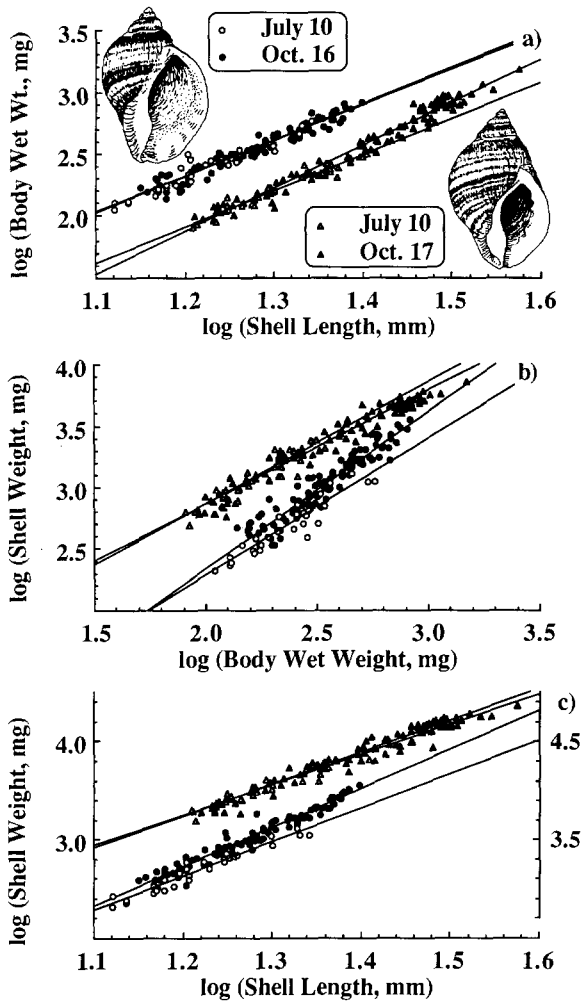 3.5
3.0
2.5
2.0
log (Body Wet Wt., mg)
July 10
Oct. 16
a)
July 10
Oct. 17
1.1 1.2 1.3 1.4 1.5 1.6
log (Shell Length, mm)
4.0
3.5
3.0
2.5
log (Shell Weight, mg)
b)
1.5 2.0 2.5 3.0 3.5
log (Body Wet Weight, mg)
4.0
3.0
log (Shell Weight, mg)
c)
4.5
3.5
1.1 1.2 1.3 1.4 1.5 1.6
log (Shell Length, mm)